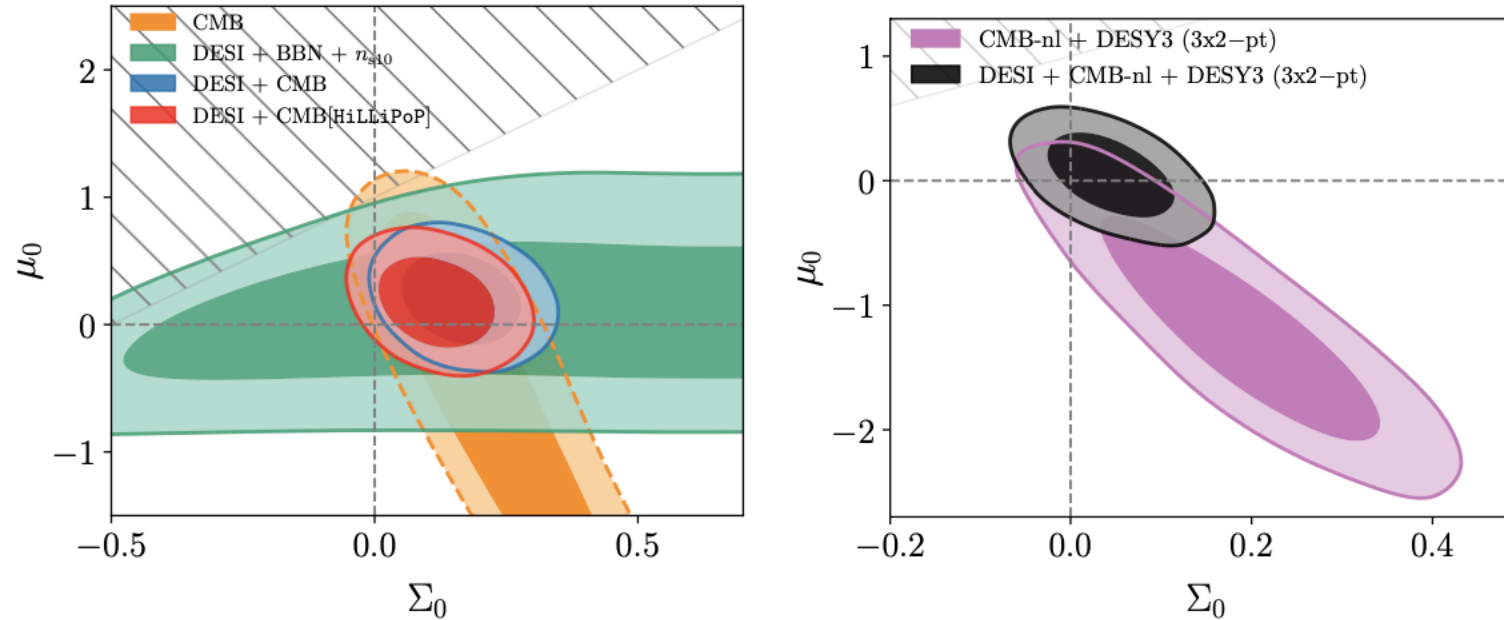 CMB
DESI + BBN + n_s10
DESI + CMB
DESI + CMB[HiLLiPoP]
2
1
0
−1
μ₀
−0.5
0.0
0.5
Σ₀
CMB-nl + DESY3 (3x2−pt)
DESI + CMB-nl + DESY3 (3x2−pt)
1
0
−1
−2
μ₀
−0.2
0.0
0.2
0.4
Σ₀